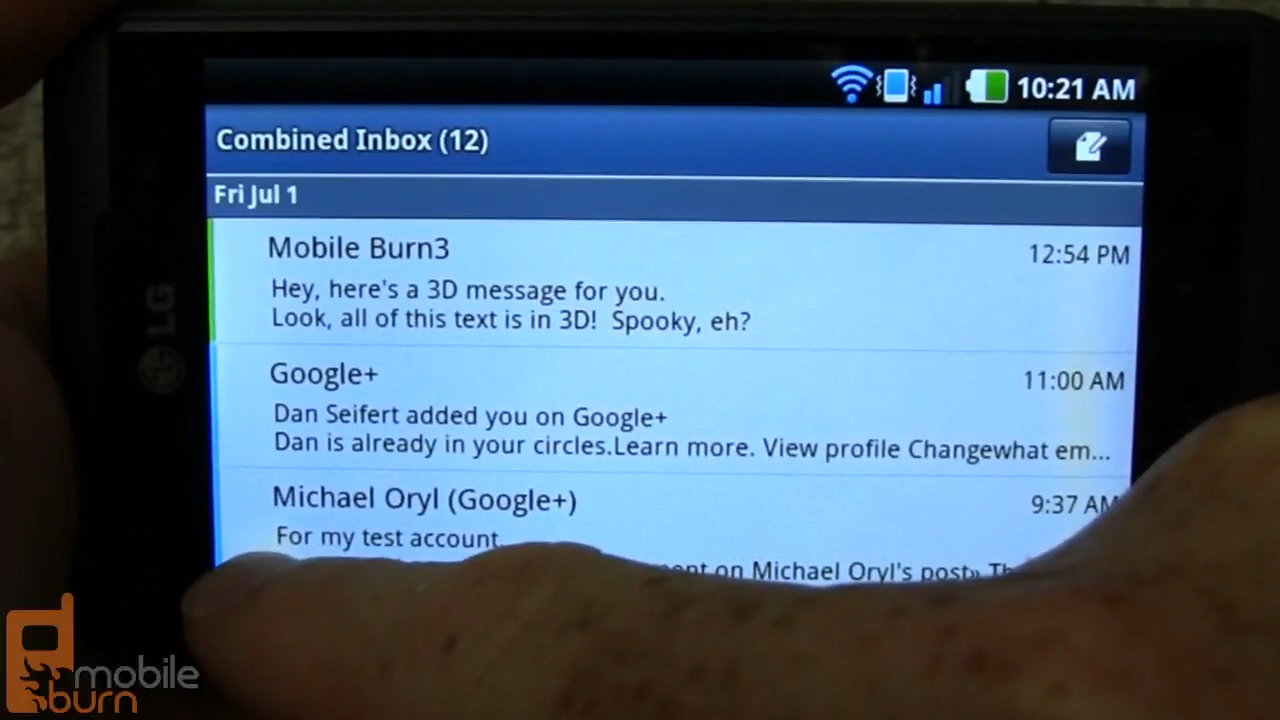 10:21 AM
Combined Inbox (12)
Fri Jul 1
Mobile Burn3
12:54 PM
Hey, here's a 3D message for you.
Look, all of this text is in 3D! Spooky, eh?
Google+
11:00 AM
Dan Seifert added you on Google+
Dan is already in your circles.Learn more. View profile Changewhat em...
Michael Oryl (Google+)
9:37 AM
For my test account
on Michael Oryl's post»
LG
mobile
burn